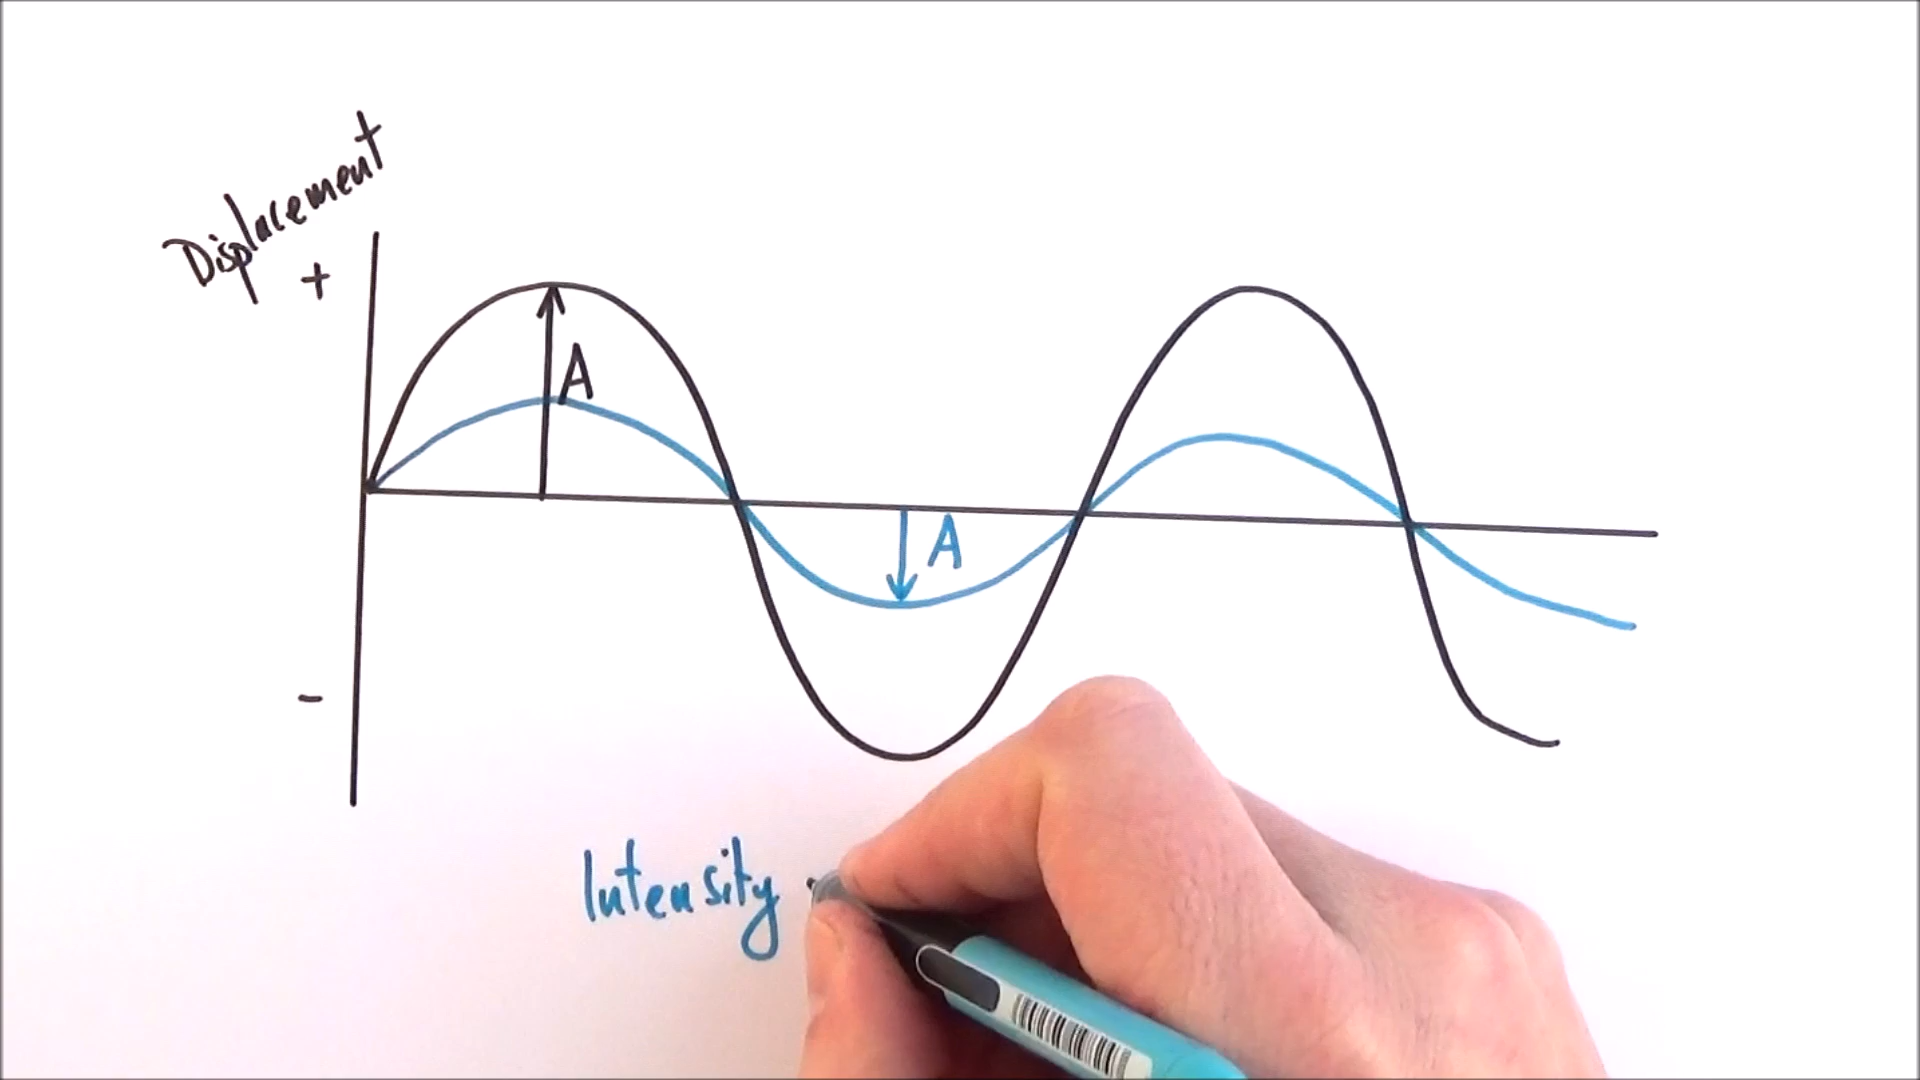 Displacement
+
A
A
-
Intensity